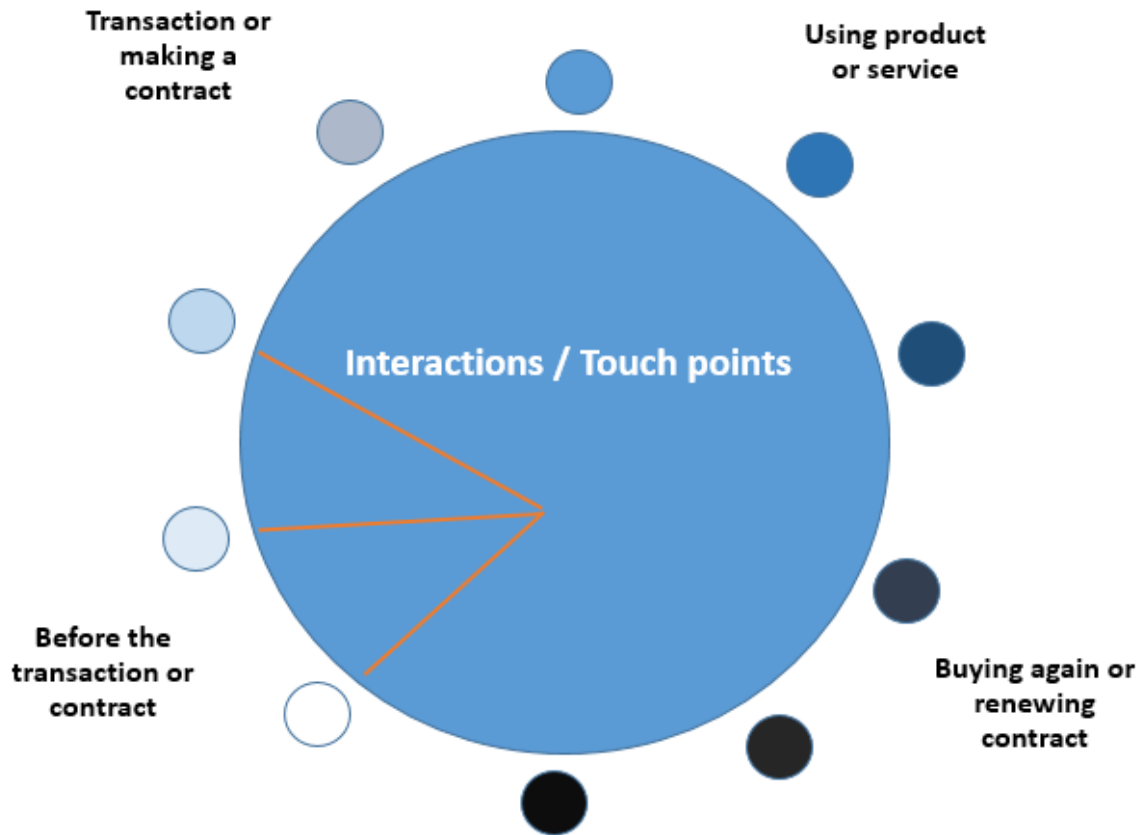 Transaction or
making a
contract
Using product
or service
Interactions / Touch points
Before the
transaction or
contract
Buying again or
renewing
contract